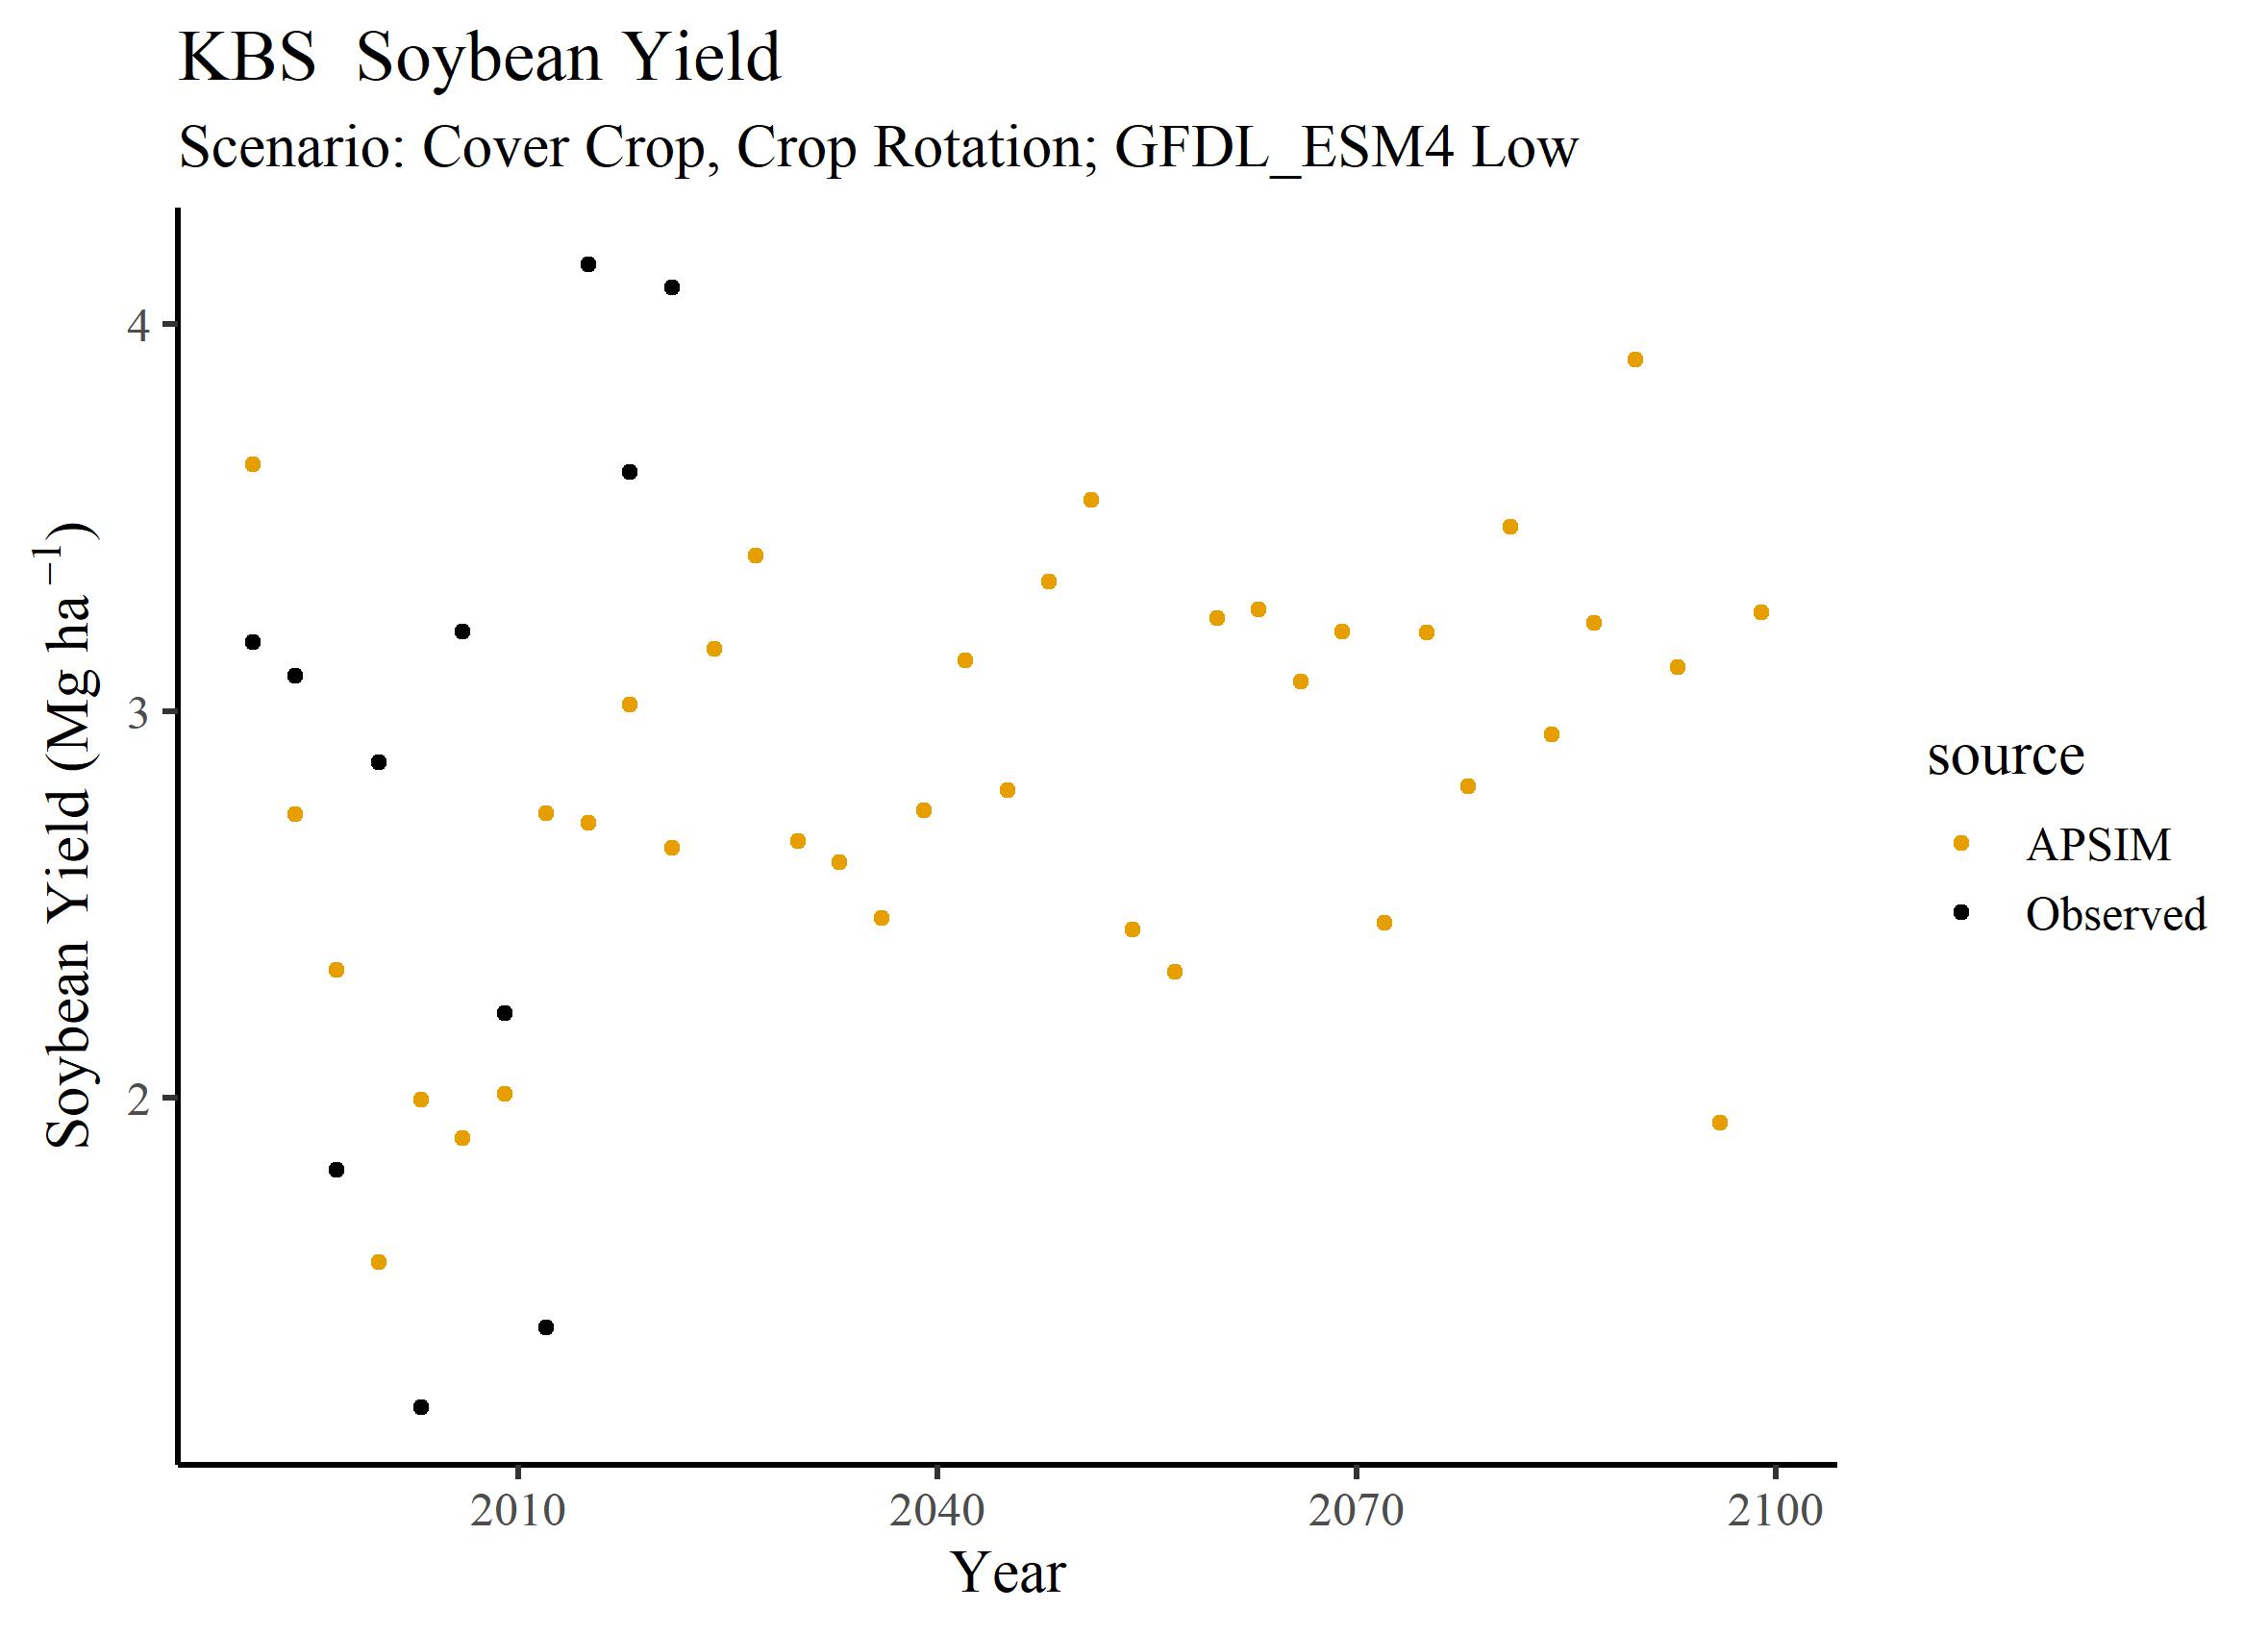 KBS  Soybean Yield
Scenario: Cover Crop, Crop Rotation; GFDL_ESM4 Low
Soybean Yield (Mg ha⁻¹)
4
3
2
2010 2040 2070 2100
Year
source
APSIM
Observed